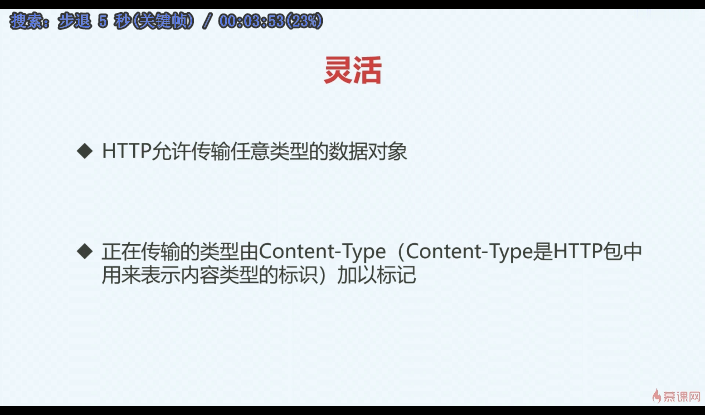 搜索: 步退 5 秒(关键帧) / 00:03:53(23%)
灵活
◆ HTTP允许传输任意类型的数据对象
◆ 正在传输的类型由Content-Type（Content-Type是HTTP包中
用来表示内容类型的标识）加以标记
慕课网